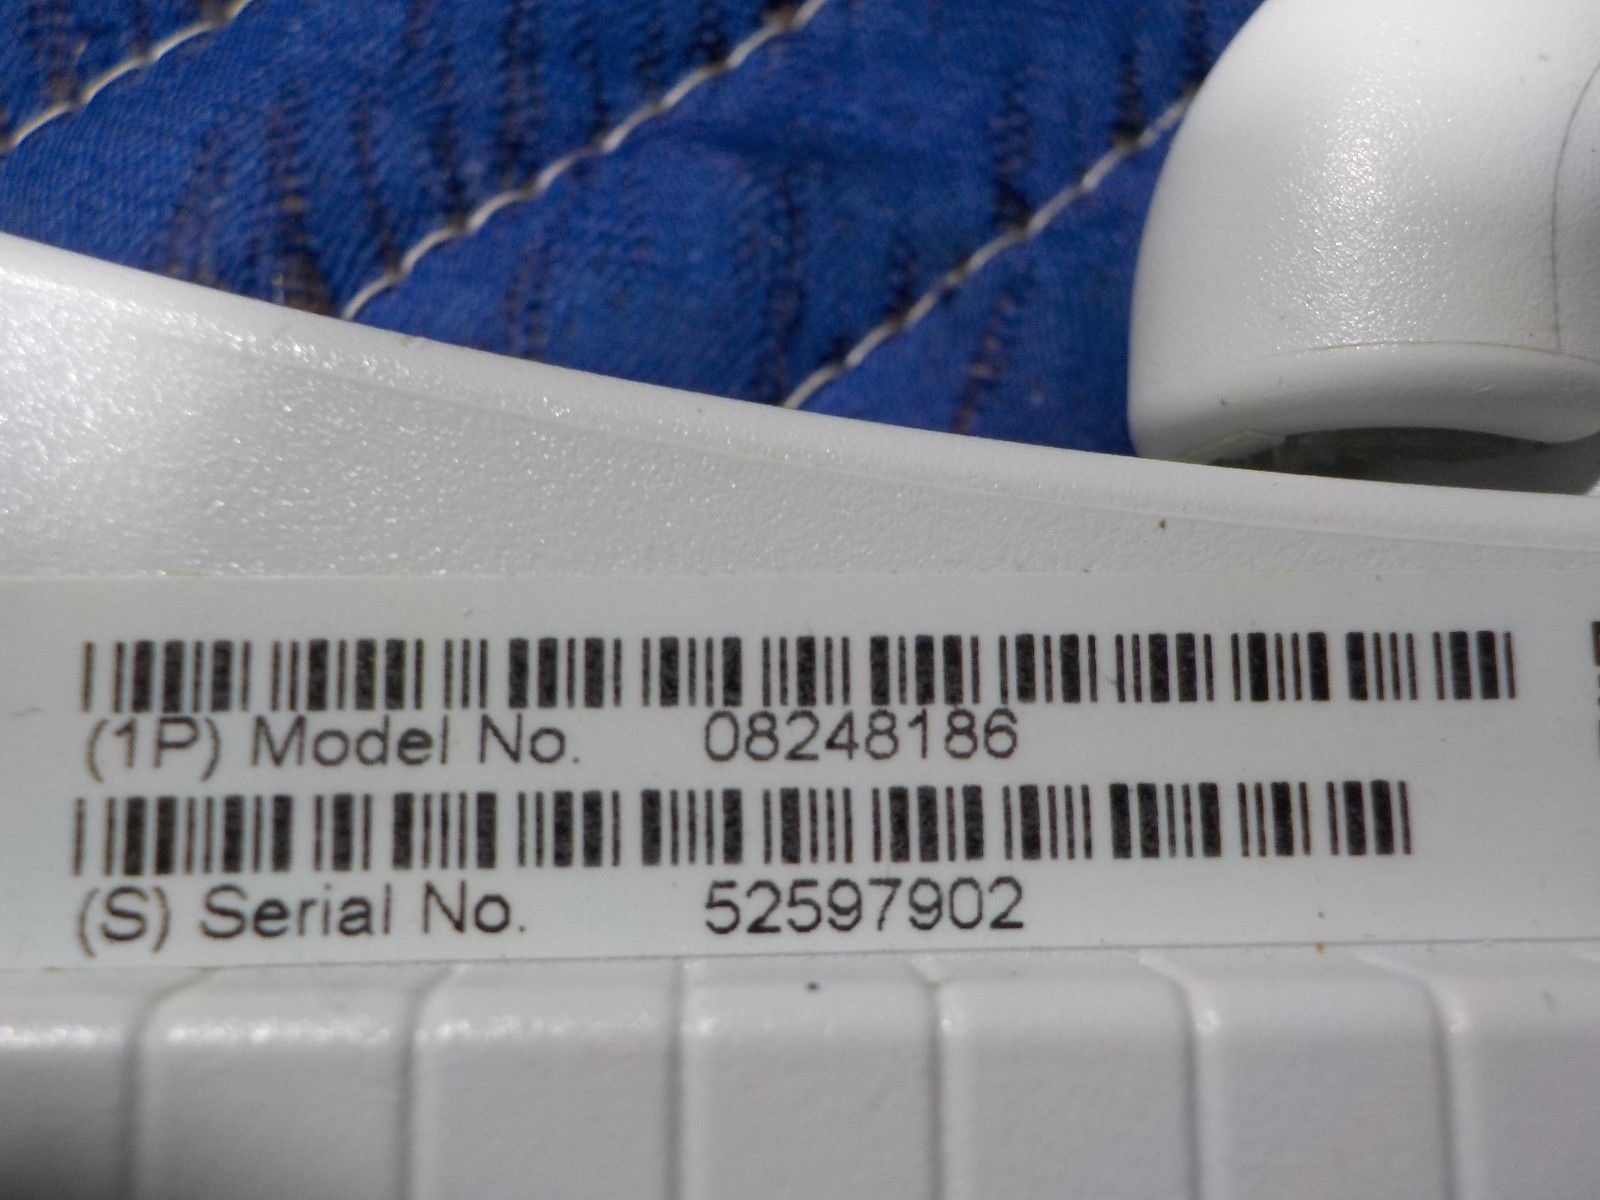 (1P) Model No. 08248186
(S) Serial No. 52597902